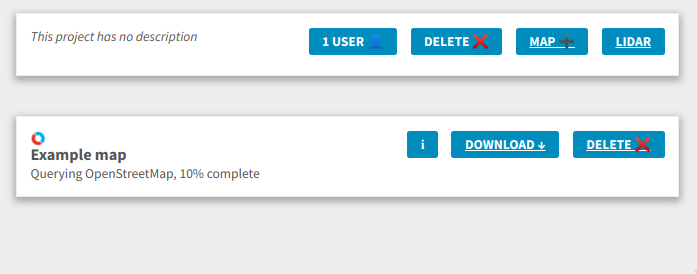 This project has no description
1 USER 👤 DELETE ❌ MAP ➕ LIDAR
i DOWNLOAD ↓ DELETE ❌
Example map
Querying OpenStreetMap, 10% complete